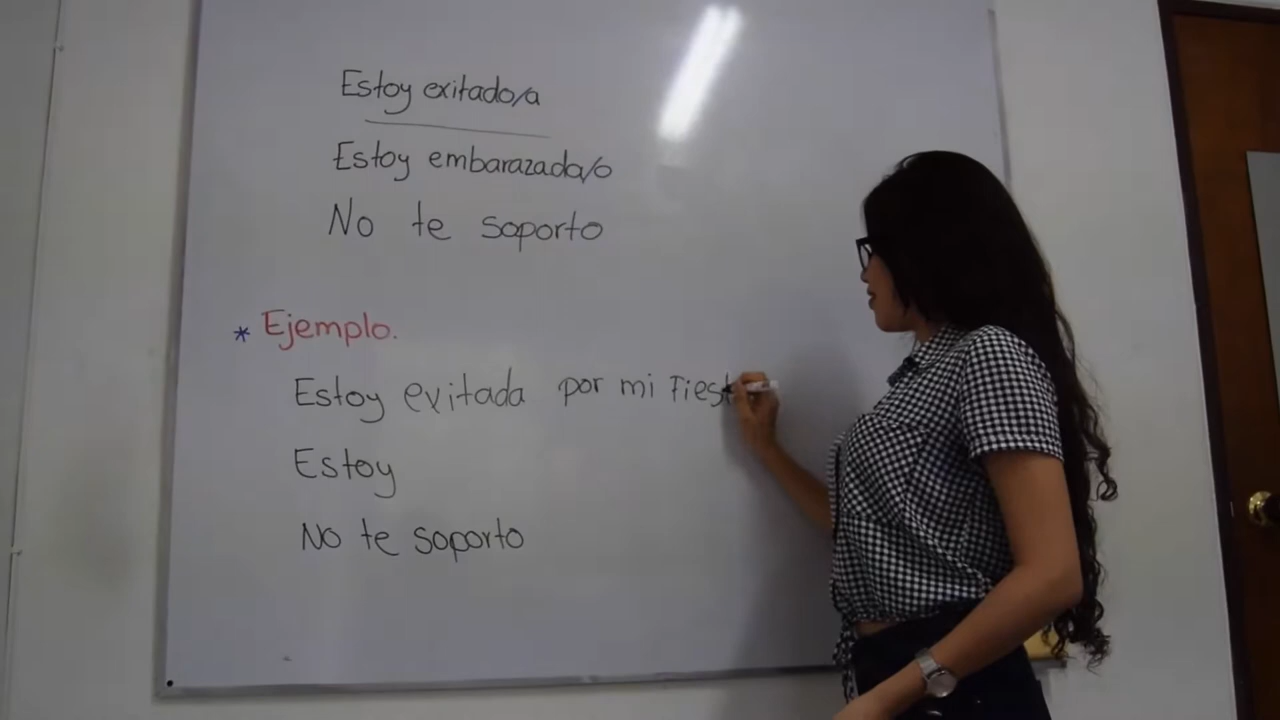 Estoy exitado/a
Estoy embarazada/o
No te soporto
* Ejemplo.
Estoy exitada por mi Fiest
Estoy
No te soporto